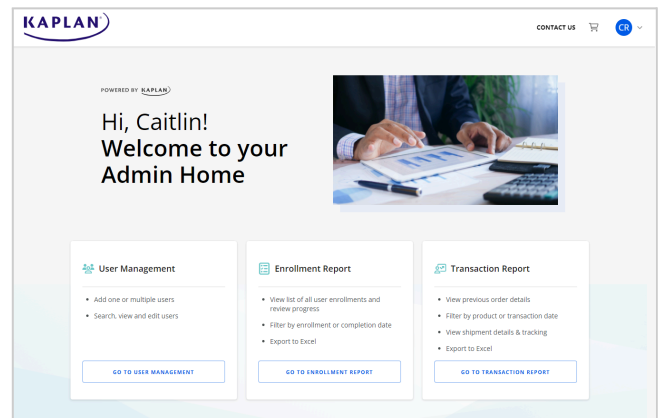 KAPLAN
CONTACT US
CR
POWERED BY KAPLAN
Hi, Caitlin!
Welcome to your
Admin Home
User Management
Add one or multiple users
Search, view and edit users
GO TO USER MANAGEMENT
Enrollment Report
View list of all user enrollments and
review progress
Filter by enrollment or completion date
Export to Excel
GO TO ENROLLMENT REPORT
Transaction Report
View previous order details
Filter by product or transaction date
View shipment details & tracking
Export to Excel
GO TO TRANSACTION REPORT